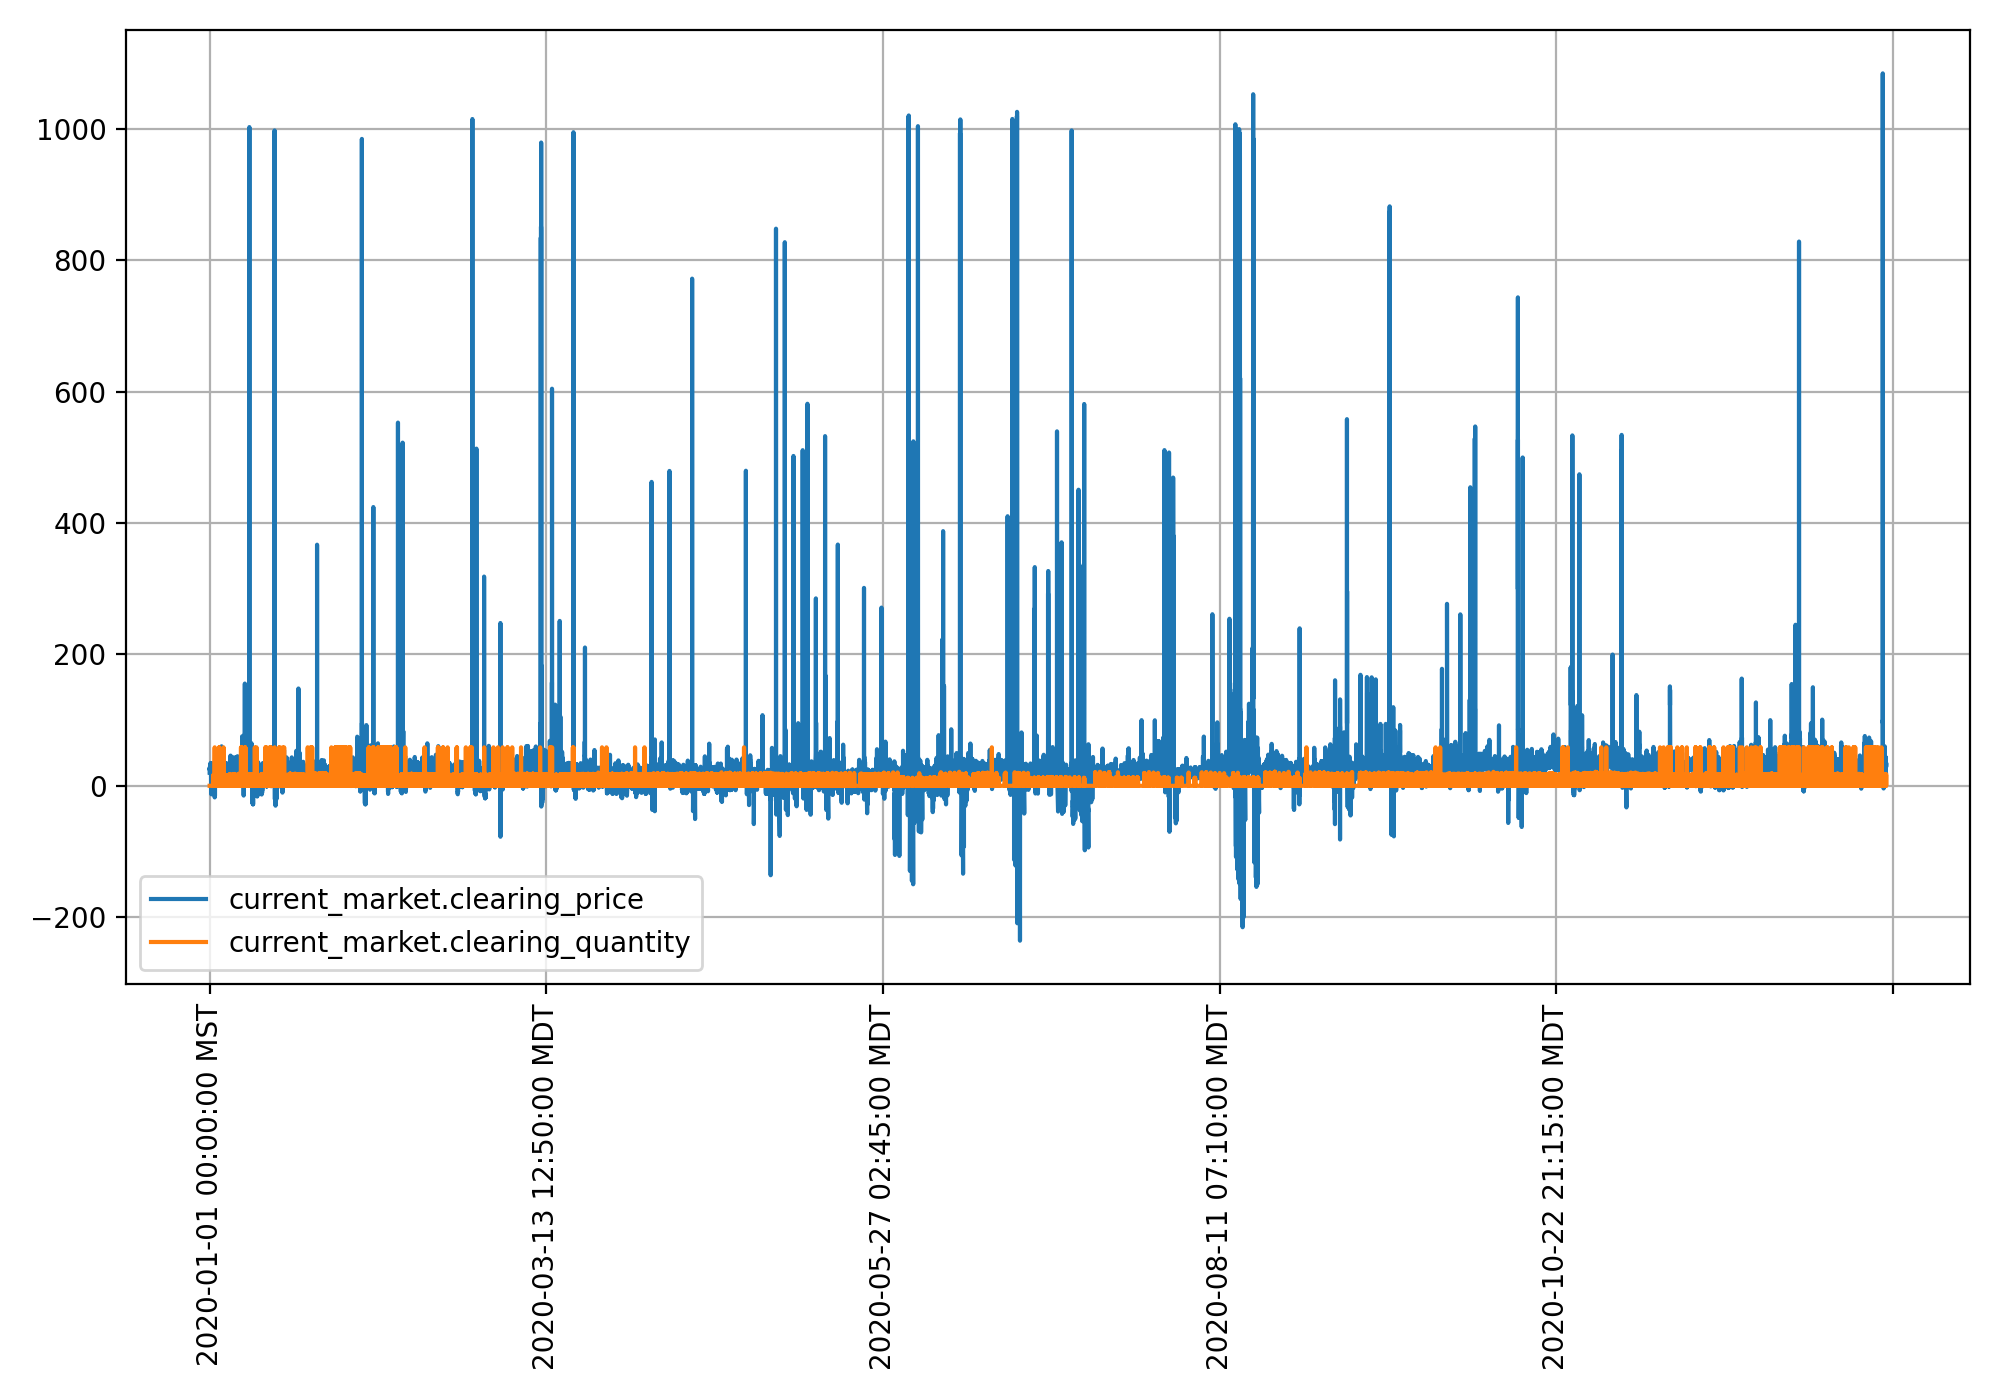 1000
800
600
400
200
0
−200
current_market.clearing_price
current_market.clearing_quantity
2020-01-01 00:00:00 MST
2020-03-13 12:50:00 MDT
2020-05-27 02:45:00 MDT
2020-08-11 07:10:00 MDT
2020-10-22 21:15:00 MDT